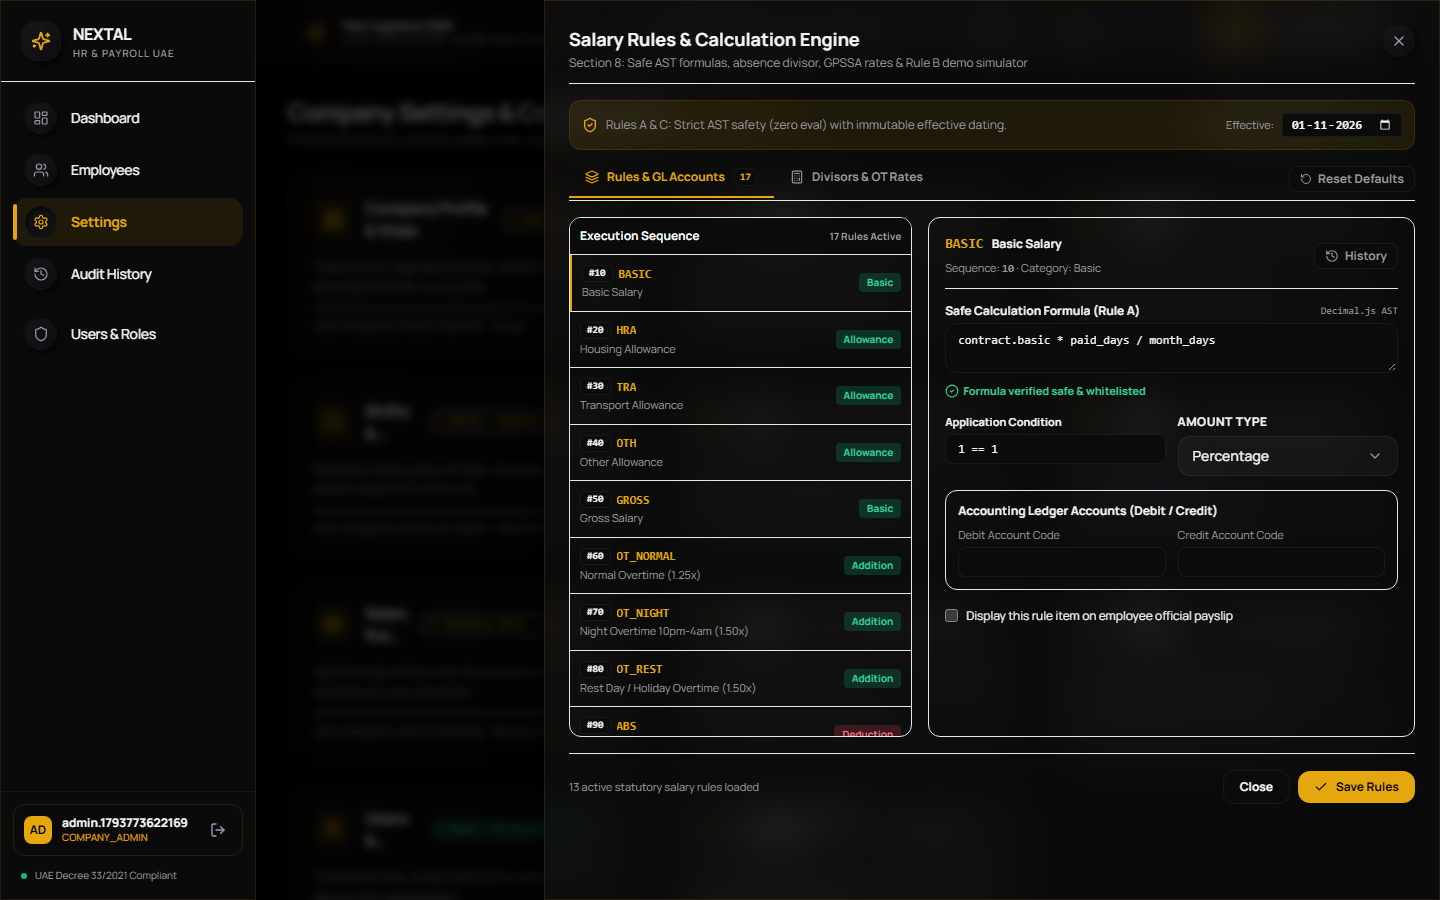 NEXTAL
HR & PAYROLL UAE
Dashboard
Employees
Settings
Audit History
Users & Roles
AD
admin.1793773622169
COMPANY_ADMIN
UAE Decree 33/2021 Compliant
Company Settings & Co
Salary Rules & Calculation Engine
Section 8: Safe AST formulas, absence divisor, GPSSA rates & Rule B demo simulator
Rules A & C: Strict AST safety (zero eval) with immutable effective dating.
Effective:
01-11-2026
Rules & GL Accounts 17
Divisors & OT Rates
Reset Defaults
Execution Sequence
17 Rules Active
#10 BASIC
Basic Salary
Basic
#20 HRA
Housing Allowance
Allowance
#30 TRA
Transport Allowance
Allowance
#40 OTH
Other Allowance
Allowance
#50 GROSS
Gross Salary
Basic
#60 OT_NORMAL
Normal Overtime (1.25x)
Addition
#70 OT_NIGHT
Night Overtime 10pm-4am (1.50x)
Addition
#80 OT_REST
Rest Day / Holiday Overtime (1.50x)
Addition
#90 ABS
Deduction
BASIC Basic Salary
Sequence: 10 · Category: Basic
History
Safe Calculation Formula (Rule A)
Decimal.js AST
contract.basic * paid_days / month_days
Formula verified safe & whitelisted
Application Condition
1 == 1
AMOUNT TYPE
Percentage
Accounting Ledger Accounts (Debit / Credit)
Debit Account Code
Credit Account Code
Display this rule item on employee official payslip
13 active statutory salary rules loaded
Close
Save Rules